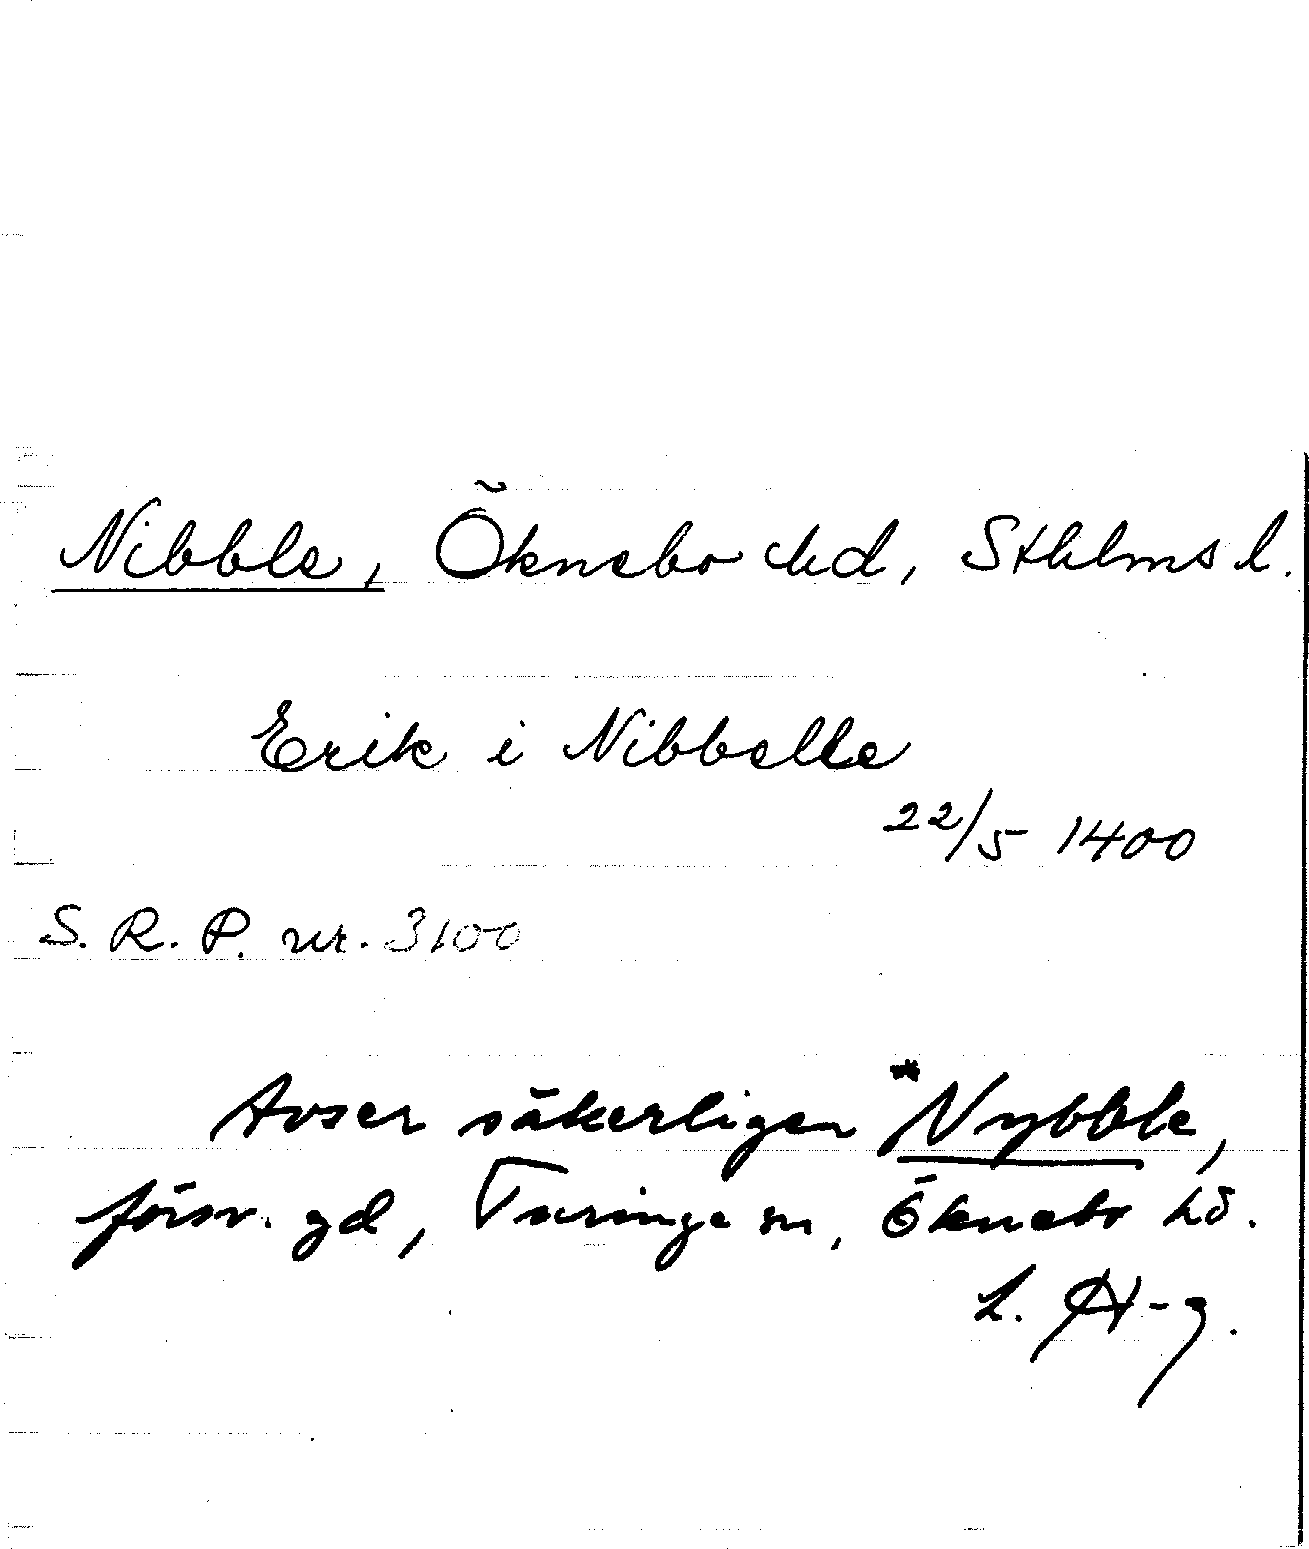 Nibble, Öknebo hd, Sthlms l.
Erik i Nibbelle
22/5 1400
S. R. P. nr. 3100
Avser säkerligen *Nybble,
försv. gd, Turinge sn, Öknebo hd.
L. H-g.